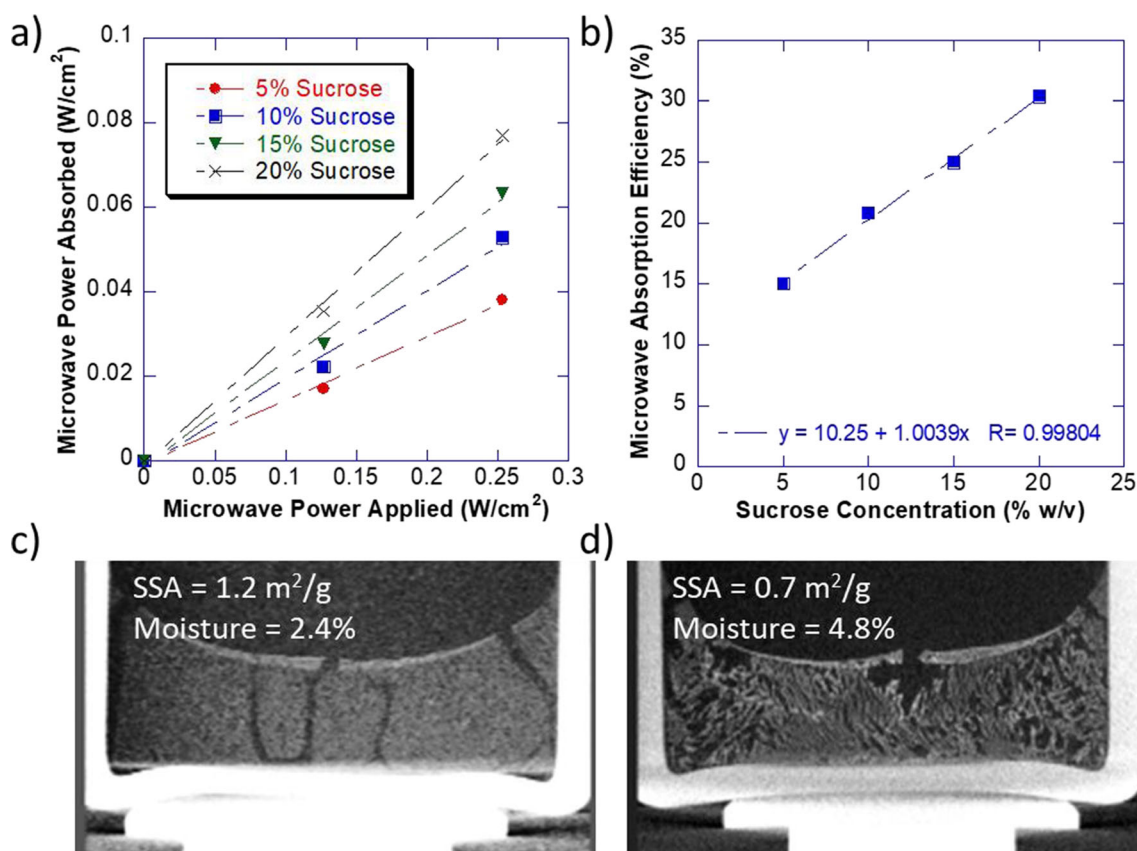 a)
Microwave Power Absorbed (W/cm²)
0.1
0.08
0.06
0.04
0.02
0
5% Sucrose
10% Sucrose
15% Sucrose
20% Sucrose
0
0.05
0.1
0.15
0.2
0.25
0.3
Microwave Power Applied (W/cm²)
b)
Microwave Absorption Efficiency (%)
35
30
25
20
15
10
5
0
y = 10.25 + 1.0039x R= 0.99804
0
5
10
15
20
25
Sucrose Concentration (% w/v)
c)
SSA = 1.2 m²/g
Moisture = 2.4%
d)
SSA = 0.7 m²/g
Moisture = 4.8%